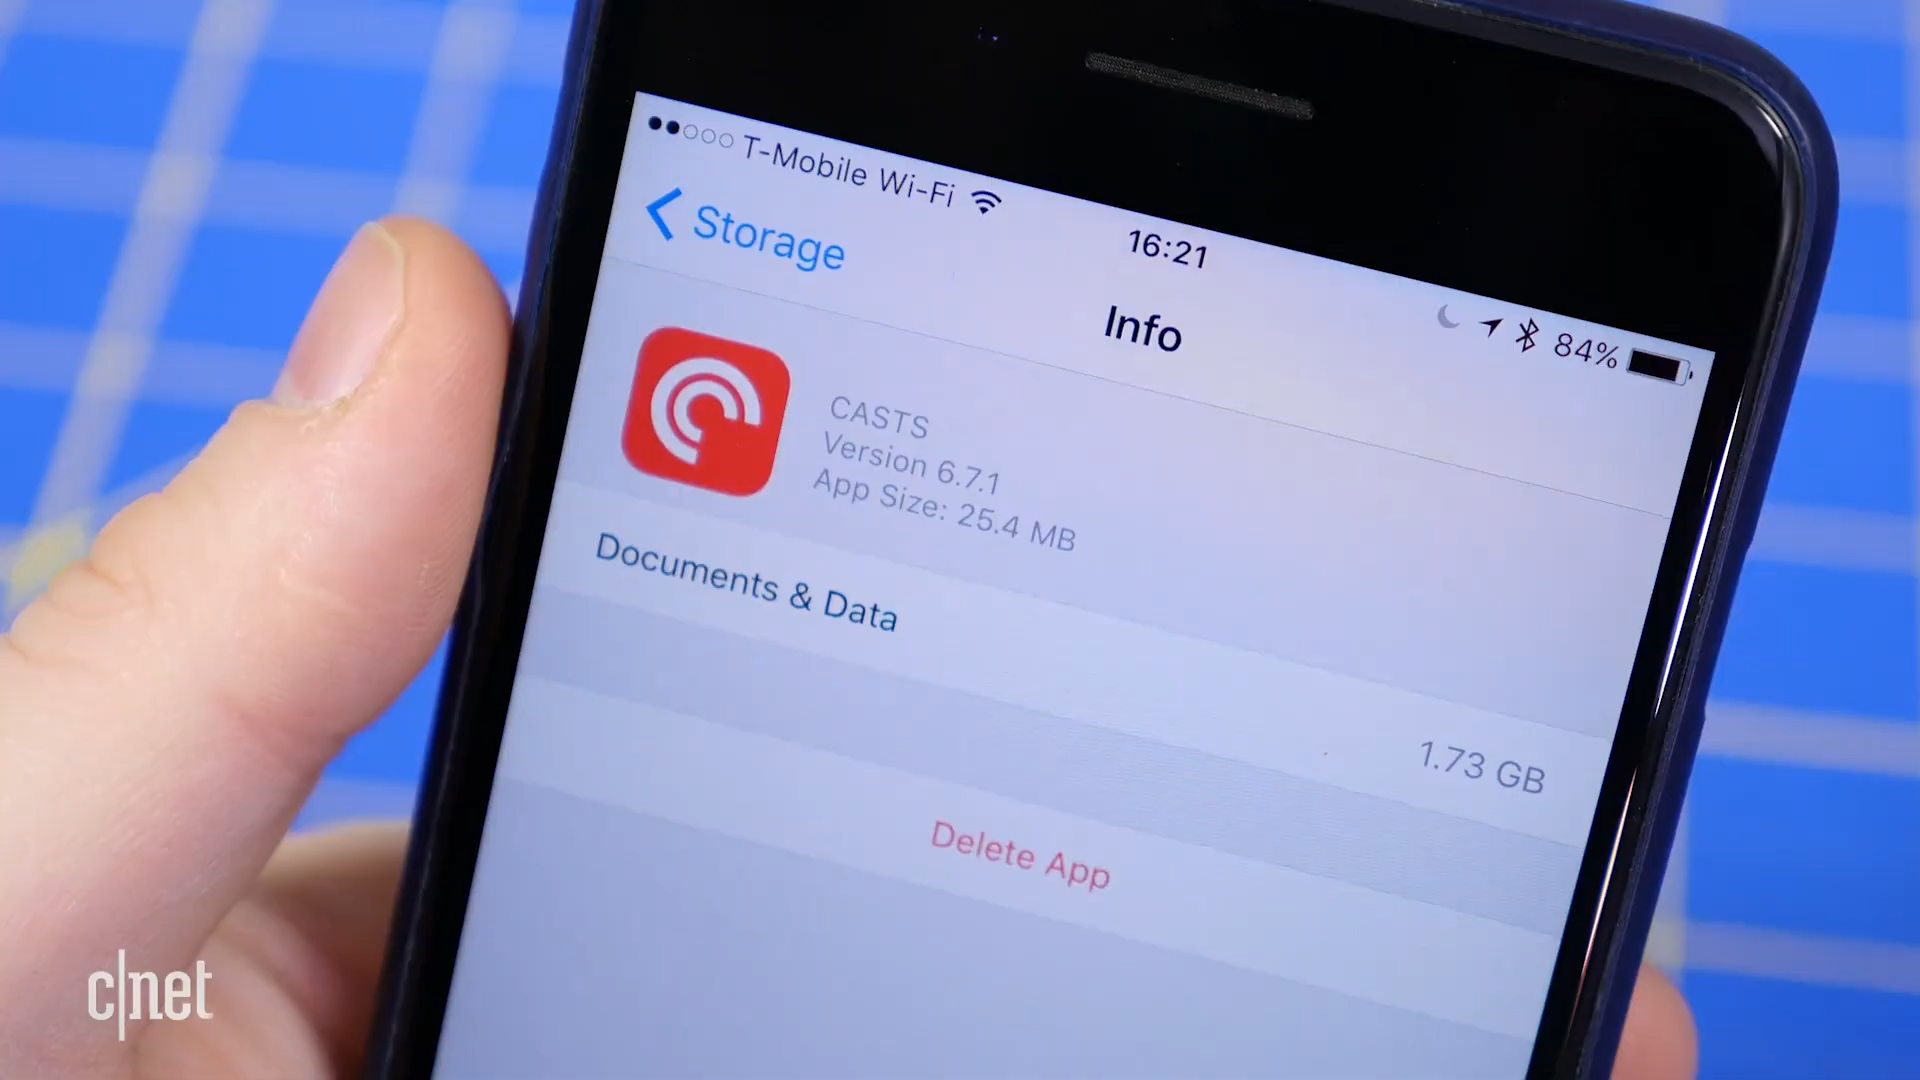 T-Mobile Wi-Fi
16:21
84%
Storage
Info
CASTS
Version 6.7.1
App Size: 25.4 MB
Documents & Data
1.73 GB
Delete App
c|net